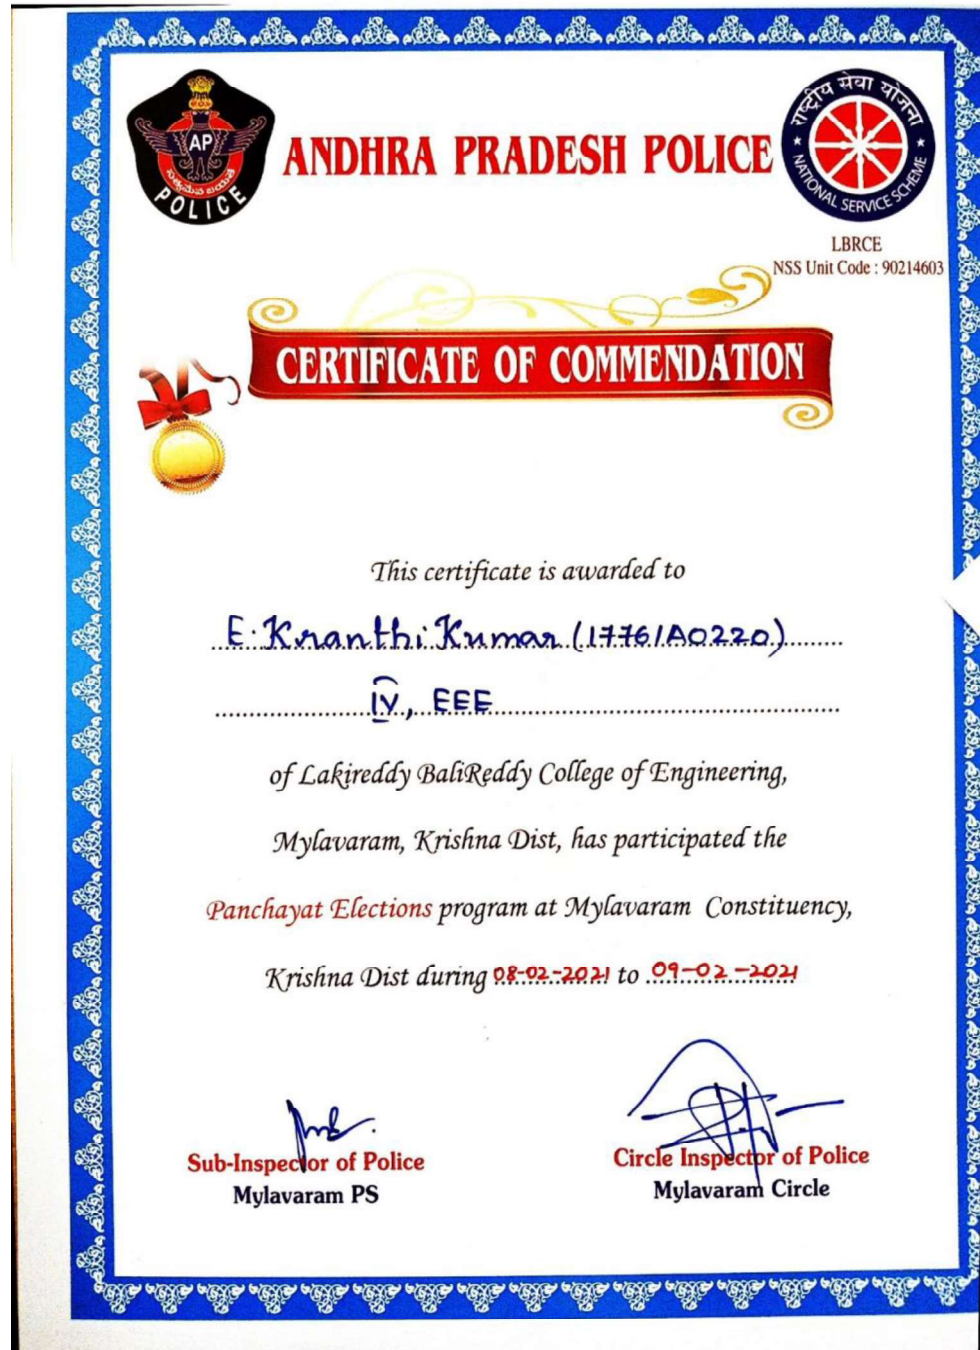 ANDHRA PRADESH POLICE
AP
సత్యమేవ జయతే
POLICE
राष्ट्रीय सेवा योजना
NATIONAL SERVICE SCHEME
LBRCE
NSS Unit Code : 90214603
CERTIFICATE OF COMMENDATION
This certificate is awarded to
E. Kranthi Kumar (17761A0220)
IV, EEE
of Lakireddy BaliReddy College of Engineering,
Mylavaram, Krishna Dist, has participated the
Panchayat Elections program at Mylavaram Constituency,
Krishna Dist during 08-02-2021 to 09-02-2021
Sub-Inspector of Police
Mylavaram PS
Circle Inspector of Police
Mylavaram Circle